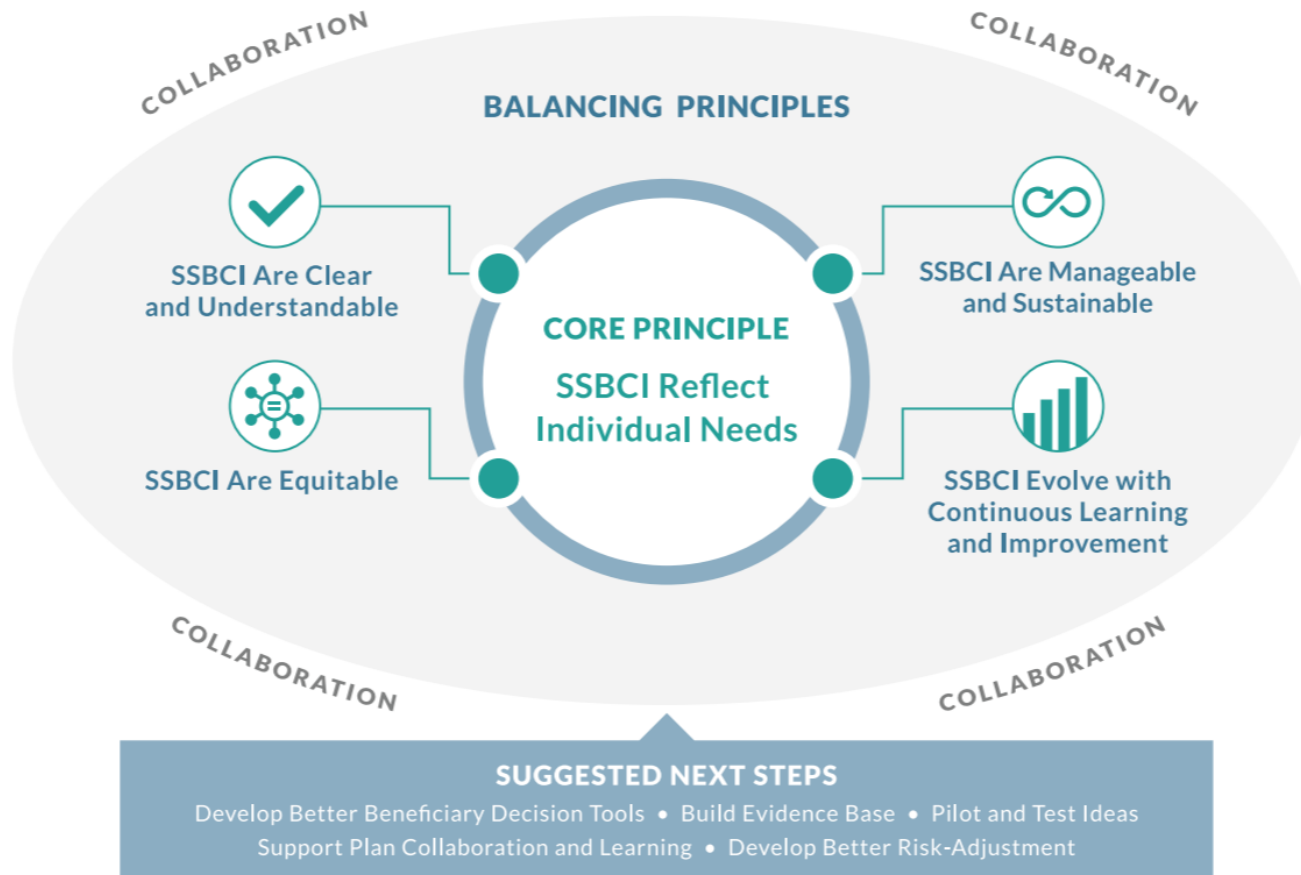 COLLABORATION
COLLABORATION
BALANCING PRINCIPLES
SSBCI Are Clear
and Understandable
SSBCI Are Manageable
and Sustainable
CORE PRINCIPLE
SSBCI Reflect
Individual Needs
SSBCI Are Equitable
SSBCI Evolve with
Continuous Learning
and Improvement
COLLABORATION
COLLABORATION
SUGGESTED NEXT STEPS
Develop Better Beneficiary Decision Tools • Build Evidence Base • Pilot and Test Ideas
Support Plan Collaboration and Learning • Develop Better Risk-Adjustment